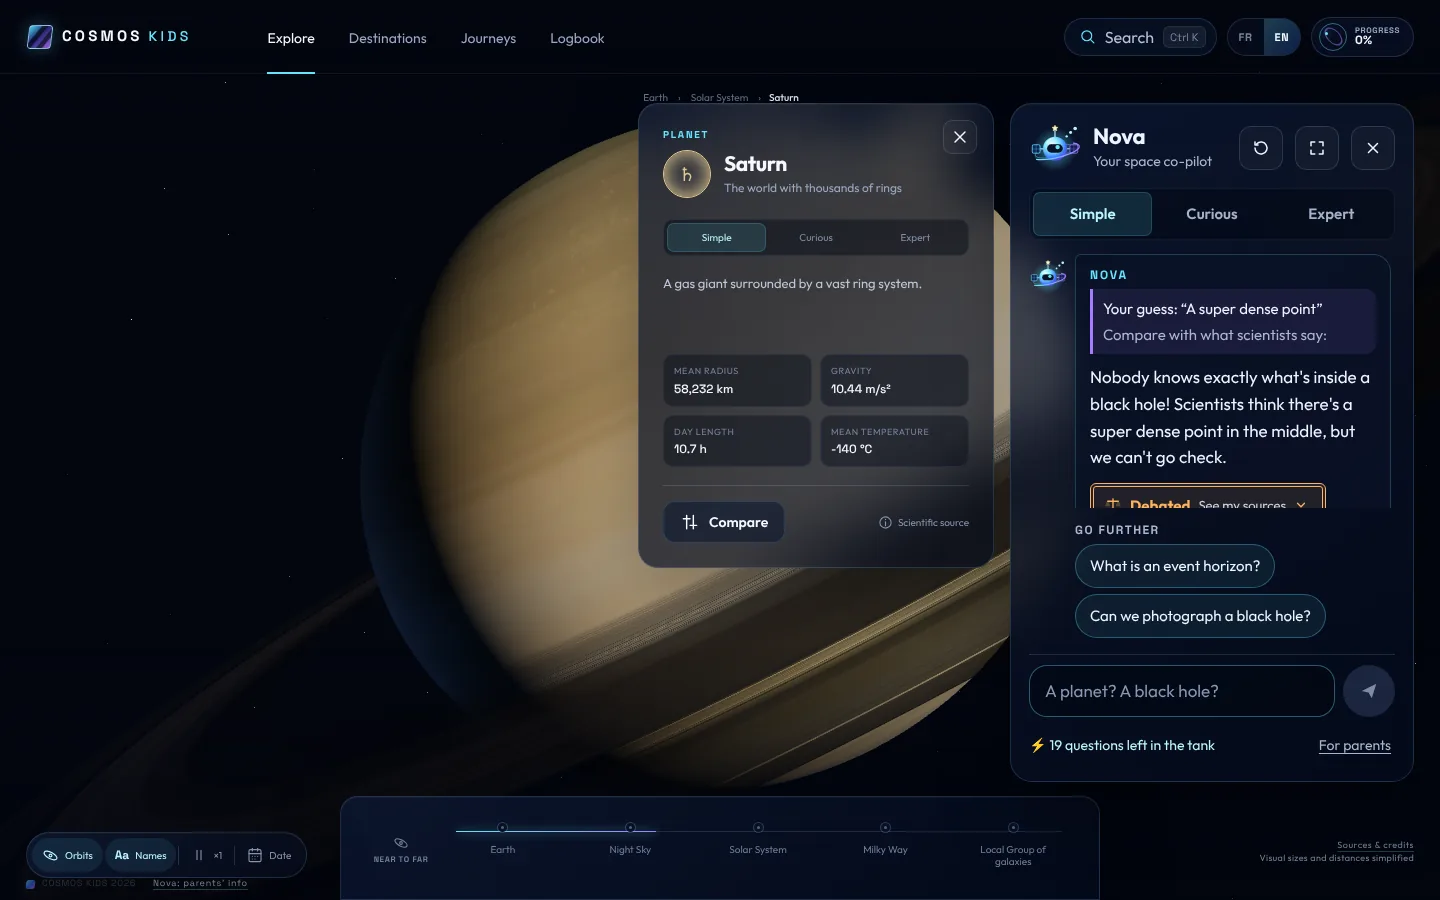 COSMOS KIDS
Explore
Destinations
Journeys
Logbook
Search Ctrl K
FR
EN
PROGRESS
0%
Earth › Solar System › Saturn
PLANET
♄
Saturn
The world with thousands of rings
Simple
Curious
Expert
A gas giant surrounded by a vast ring system.
MEAN RADIUS
58,232 km
GRAVITY
10.44 m/s²
DAY LENGTH
10.7 h
MEAN TEMPERATURE
-140 °C
Compare
Scientific source
Nova
Your space co-pilot
Simple
Curious
Expert
NOVA
Your guess: “A super dense point”
Compare with what scientists say:
Nobody knows exactly what's inside a
black hole! Scientists think there's a
super dense point in the middle, but
we can't go check.
Debated See my sources
GO FURTHER
What is an event horizon?
Can we photograph a black hole?
A planet? A black hole?
⚡ 19 questions left in the tank
For parents
NEAR TO FAR
Earth
Night Sky
Solar System
Milky Way
Local Group of
galaxies
Orbits
Aa Names
×1
Date
COSMOS KIDS 2026
Nova: parents' info
Sources & credits
Visual sizes and distances simplified